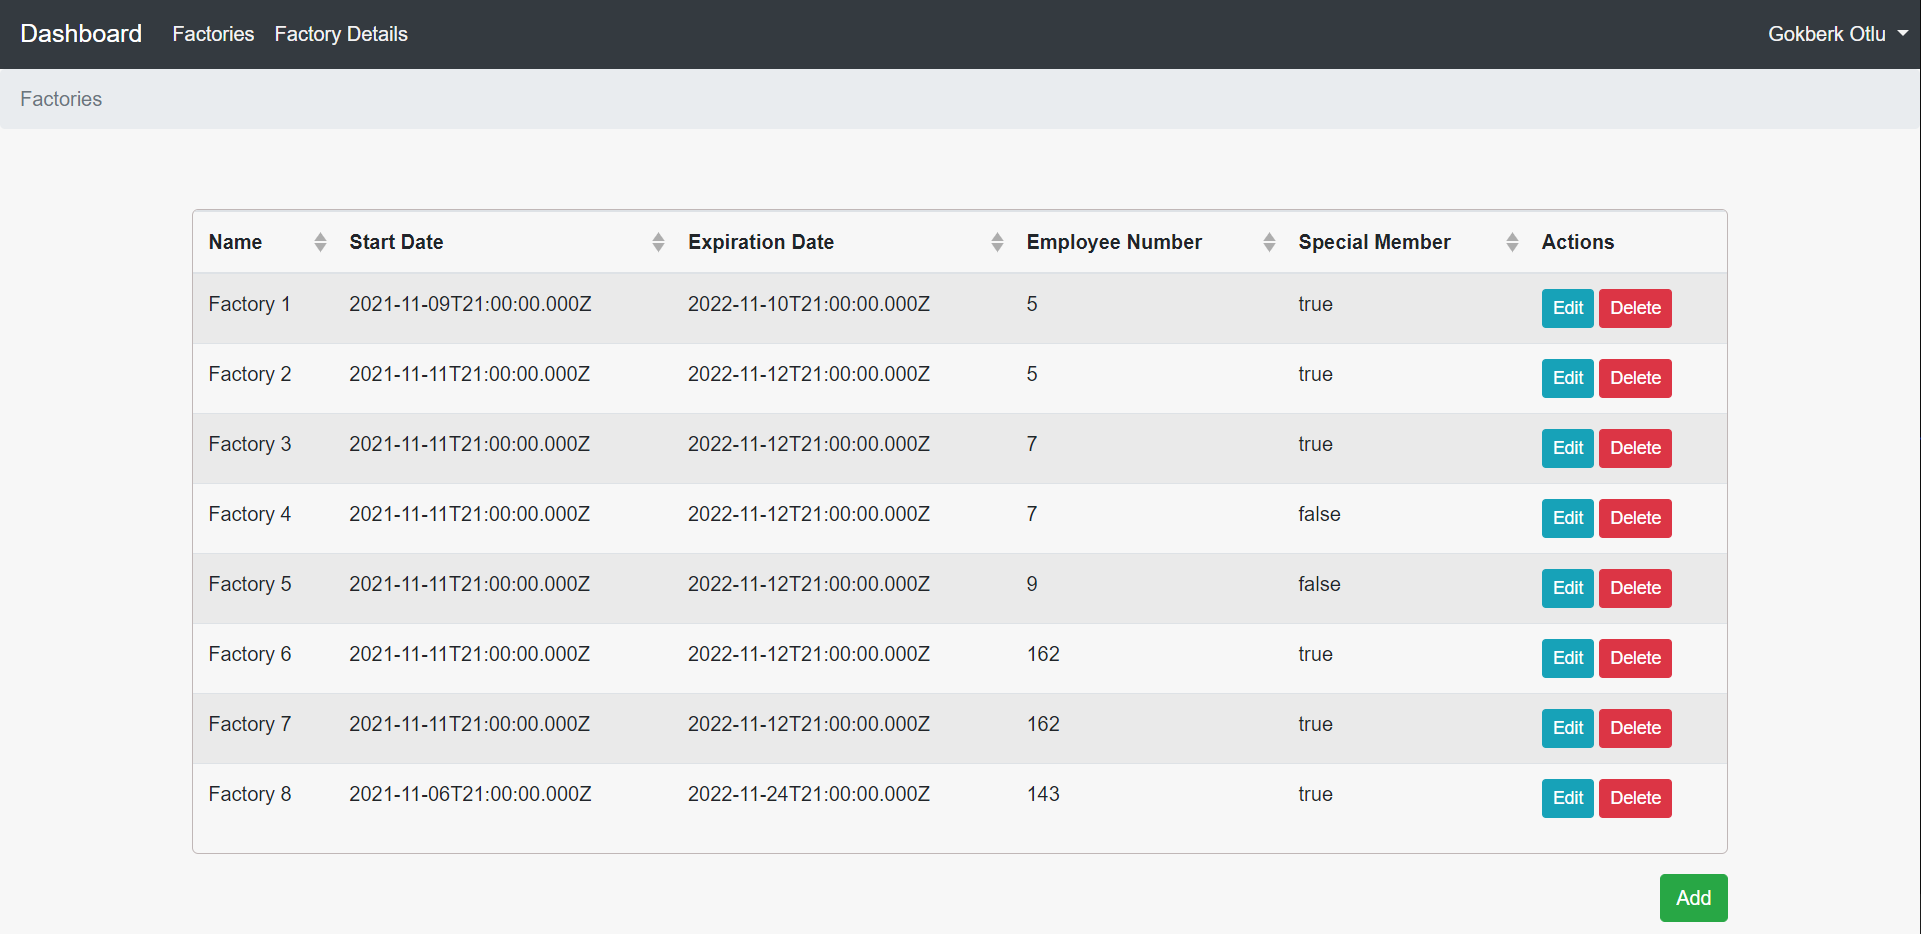 Dashboard Factories Factory Details Gokberk Otlu
Factories
Name Start Date Expiration Date Employee Number Special Member Actions
Factory 1 2021-11-09T21:00:00.000Z 2022-11-10T21:00:00.000Z 5 true Edit Delete
Factory 2 2021-11-11T21:00:00.000Z 2022-11-12T21:00:00.000Z 5 true Edit Delete
Factory 3 2021-11-11T21:00:00.000Z 2022-11-12T21:00:00.000Z 7 true Edit Delete
Factory 4 2021-11-11T21:00:00.000Z 2022-11-12T21:00:00.000Z 7 false Edit Delete
Factory 5 2021-11-11T21:00:00.000Z 2022-11-12T21:00:00.000Z 9 false Edit Delete
Factory 6 2021-11-11T21:00:00.000Z 2022-11-12T21:00:00.000Z 162 true Edit Delete
Factory 7 2021-11-11T21:00:00.000Z 2022-11-12T21:00:00.000Z 162 true Edit Delete
Factory 8 2021-11-06T21:00:00.000Z 2022-11-24T21:00:00.000Z 143 true Edit Delete
Add